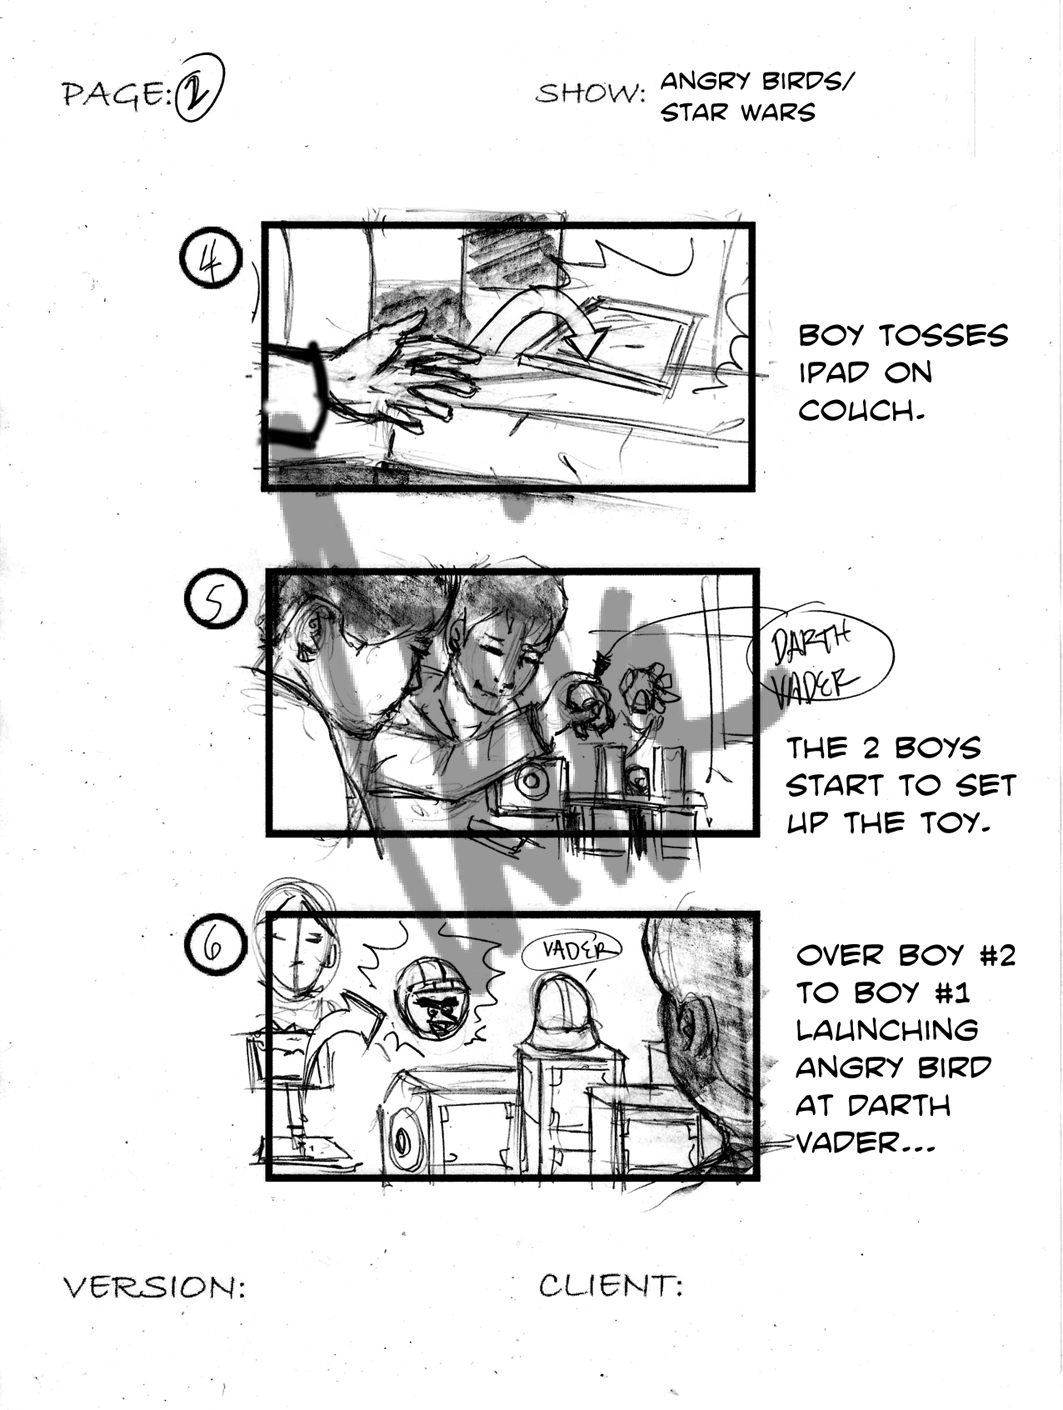 PAGE: 2
SHOW: ANGRY BIRDS/
STAR WARS
4
BOY TOSSES
IPAD ON
COUCH.
5
DARTH
VADER
THE 2 BOYS
START TO SET
UP THE TOY.
6
VADER
OVER BOY #2
TO BOY #1
LAUNCHING
ANGRY BIRD
AT DARTH
VADER...
VERSION:
CLIENT: